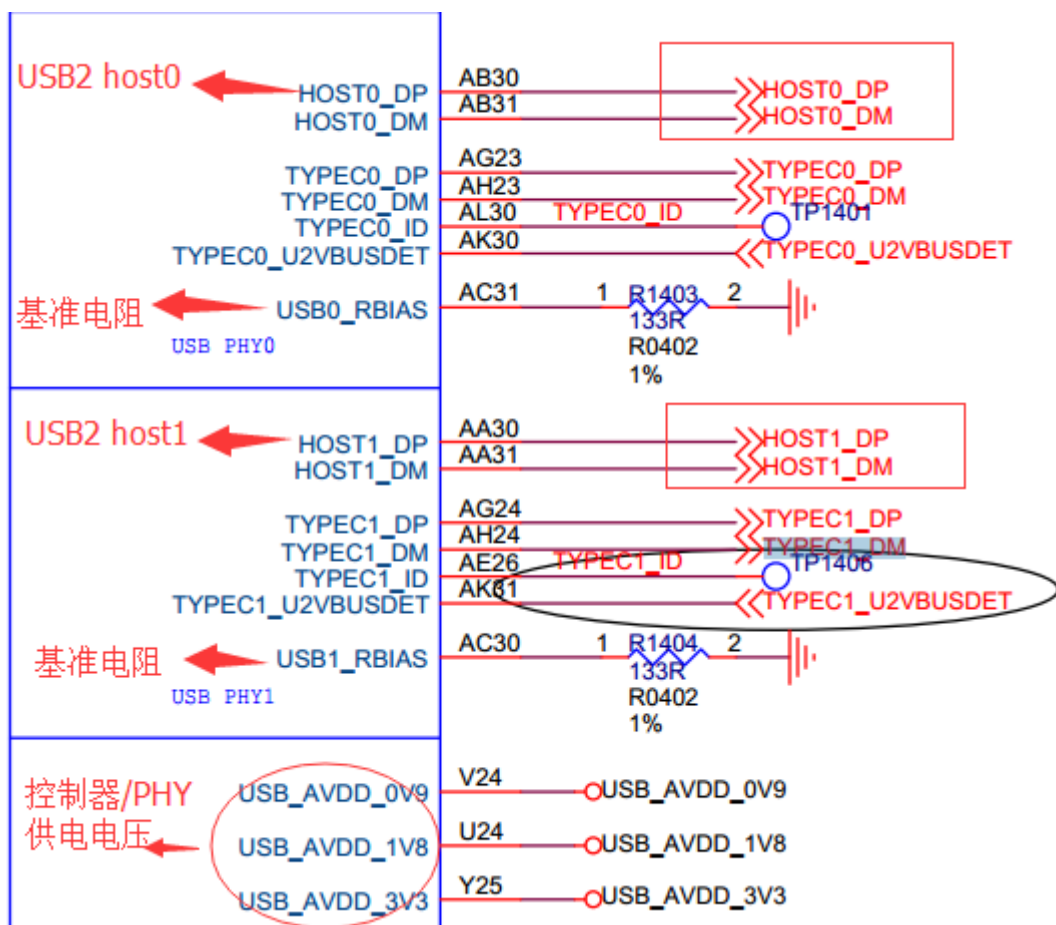 USB2 host0
HOST0_DP AB30 HOST0_DP
HOST0_DM AB31 HOST0_DM
TYPEC0_DP AG23 TYPEC0_DP
TYPEC0_DM AH23 TYPEC0_DM
TYPEC0_ID AL30 TYPEC0_ID TP1401
TYPEC0_U2VBUSDET AK30 TYPEC0_U2VBUSDET
基准电阻 USB0_RBIAS AC31 1 R1403 2
133R
USB PHY0 R0402
1%
USB2 host1
HOST1_DP AA30 HOST1_DP
HOST1_DM AA31 HOST1_DM
TYPEC1_DP AG24 TYPEC1_DP
TYPEC1_DM AH24 TYPEC1_DM
TYPEC1_ID AE26 TYPEC1_ID TP1406
TYPEC1_U2VBUSDET AK31 TYPEC1_U2VBUSDET
基准电阻 USB1_RBIAS AC30 1 R1404 2
133R
USB PHY1 R0402
1%
控制器/PHY
供电电压
USB_AVDD_0V9 V24 USB_AVDD_0V9
USB_AVDD_1V8 U24 USB_AVDD_1V8
USB_AVDD_3V3 Y25 USB_AVDD_3V3